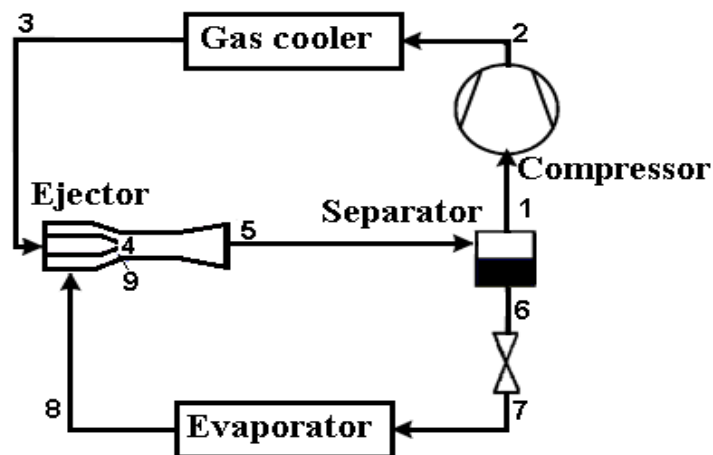 3
Gas cooler
2
Compressor
Ejector
Separator
1
5
4
9
6
8
Evaporator
7